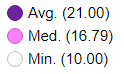 Avg. (21.00)
Med. (16.79)
Min. (10.00)